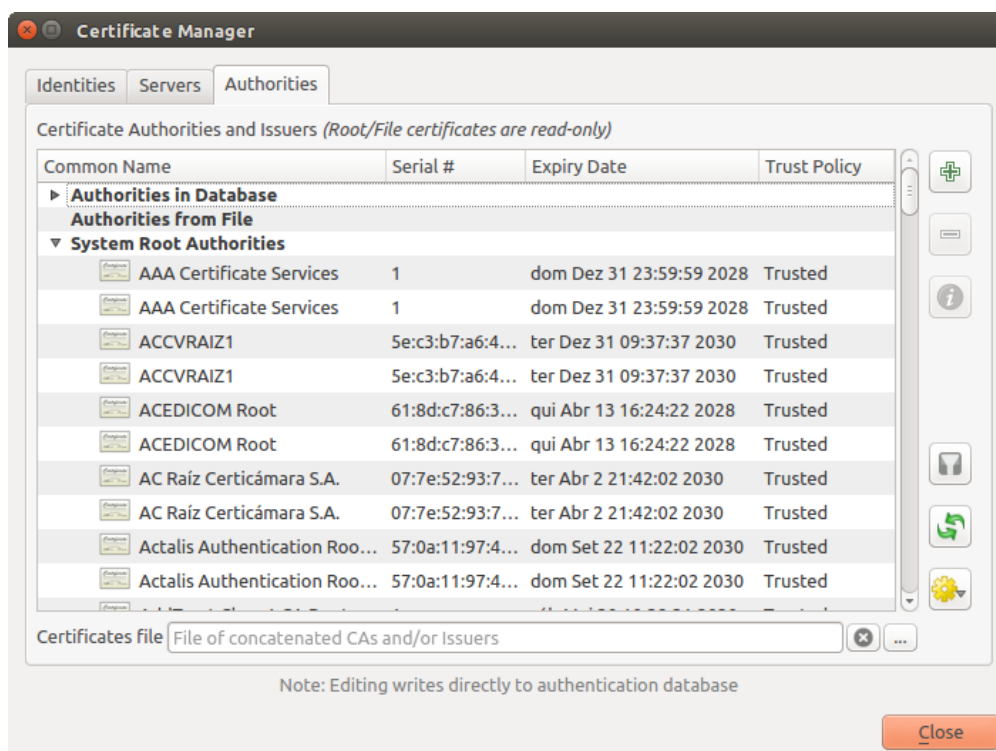 Certificate Manager
Identities Servers Authorities
Certificate Authorities and Issuers (Root/File certificates are read-only)
Common Name Serial # Expiry Date Trust Policy
Authorities in Database
Authorities from File
System Root Authorities
AAA Certificate Services 1 dom Dez 31 23:59:59 2028 Trusted
AAA Certificate Services 1 dom Dez 31 23:59:59 2028 Trusted
ACCVRAIZ1 5e:c3:b7:a6:4... ter Dez 31 09:37:37 2030 Trusted
ACCVRAIZ1 5e:c3:b7:a6:4... ter Dez 31 09:37:37 2030 Trusted
ACEDICOM Root 61:8d:c7:86:3... qui Abr 13 16:24:22 2028 Trusted
ACEDICOM Root 61:8d:c7:86:3... qui Abr 13 16:24:22 2028 Trusted
AC Raíz Certicámara S.A. 07:7e:52:93:7... ter Abr 2 21:42:02 2030 Trusted
AC Raíz Certicámara S.A. 07:7e:52:93:7... ter Abr 2 21:42:02 2030 Trusted
Actalis Authentication Roo... 57:0a:11:97:4... dom Set 22 11:22:02 2030 Trusted
Actalis Authentication Roo... 57:0a:11:97:4... dom Set 22 11:22:02 2030 Trusted
Certificates file File of concatenated CAs and/or Issuers ...
Note: Editing writes directly to authentication database
Close